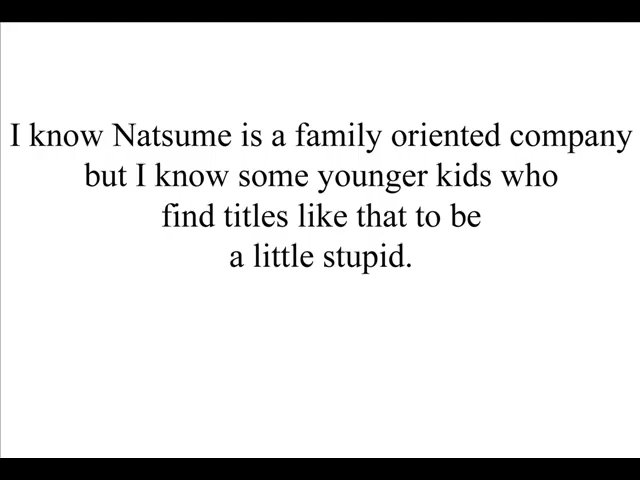 I know Natsume is a family oriented company
but I know some younger kids who
find titles like that to be
a little stupid.